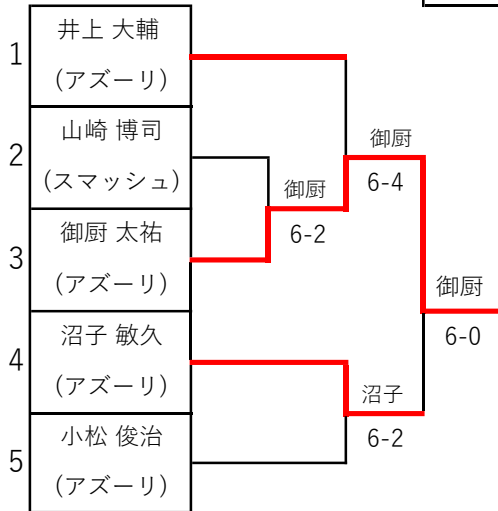 1
井上 大輔
(アズーリ)
2
山崎 博司
(スマッシュ)
3
御厨 太祐
(アズーリ)
4
沼子 敏久
(アズーリ)
5
小松 俊治
(アズーリ)
御厨
6-2
御厨
6-4
沼子
6-2
御厨
6-0